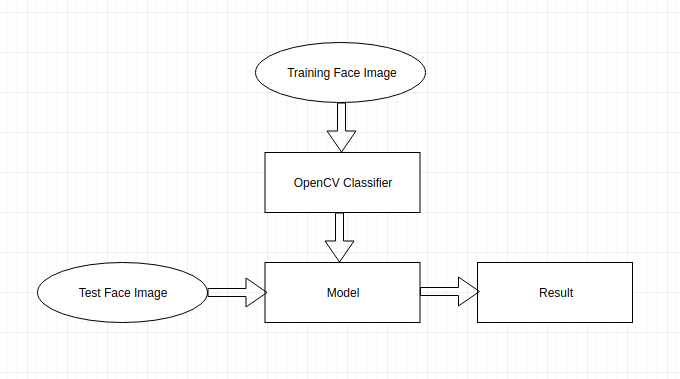 Training Face Image
OpenCV Classifier
Test Face Image
Model
Result